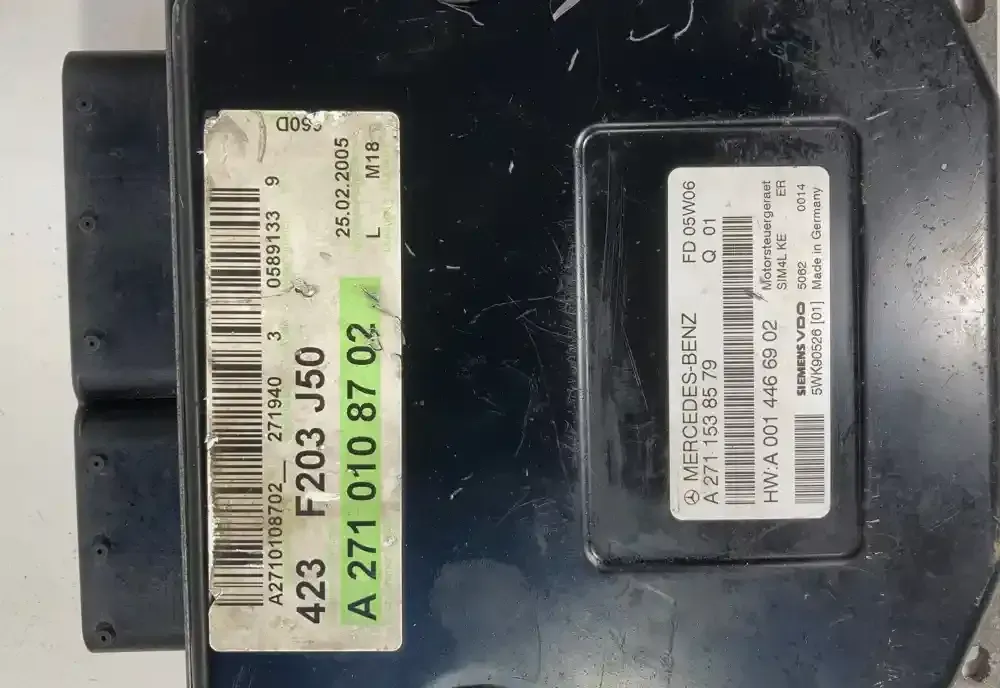 A2710108702__ 271940 3 0589133 9
423 F203 J50
A 271 010 87 02
25.02.2005
L M18
MERCEDES-BENZ FD 05W06
A 271 153 85 79 Q 01
HW:A 001 446 69 02
Motorsteuergeraet
SIM4L KE ER
SIEMENS VDO 5062 0014
5WK90526 [01] Made in Germany